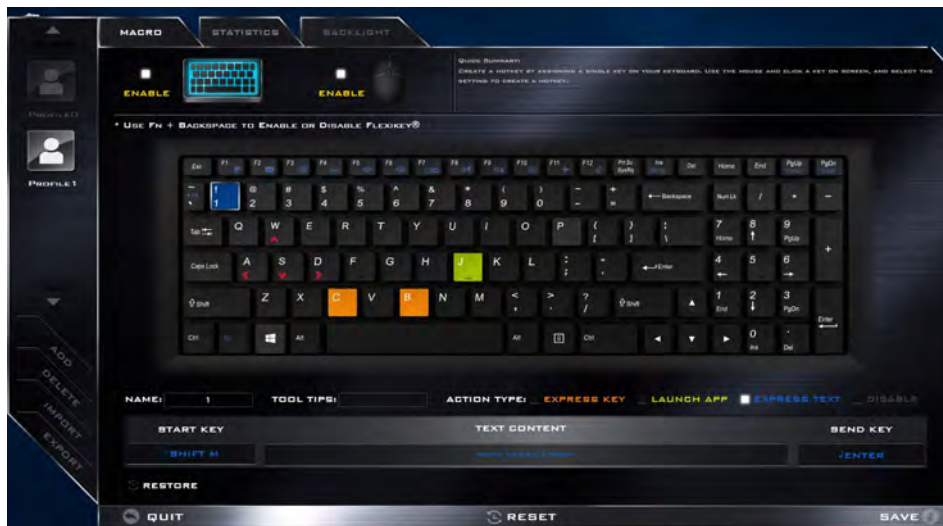 MACRO STATISTICS BACKLIGHT
QUICK SUMMARY:
CREATE A HOTKEY BY ASSIGNING A SINGLE KEY ON YOUR KEYBOARD. USE THE MOUSE AND CLICK A KEY ON SCREEN, AND SELECT THE
SETTING TO CREATE A HOTKEY.
ENABLE ENABLE
PROFILE0
* USE FN + BACKSPACE TO ENABLE OR DISABLE FLEXIKEY®
PROFILE1
Esc F1 F2 F3 F4 F5 F6 F7 F8 F9 F10 F11 F12 Prt Sc SysRq Ins Del Home End PgUp PgDn
~ ` ! 1 @ 2 # 3 $ 4 % 5 ^ 6 & 7 * 8 ( 9 ) 0 - + = Backspace Num Lk / * -
Tab Q W E R T Y U I O P { [ } ] | \ 7 Home 8 9 PgUp +
Caps Lock A S D F G H J K L : ; Enter 4 5 6
Shift Z X C V B N M < , > . ? / Shift 1 End 2 3 PgDn Enter
Ctrl Alt Alt Ctrl 0 Ins . Del
ADD
DELETE
IMPORT
EXPORT
NAME: 1 TOOL TIPS: ACTION TYPE: EXPRESS KEY LAUNCH APP EXPRESS TEXT DISABLE
START KEY TEXT CONTENT SEND KEY
SHIFT M ENTER
RESTORE
QUIT RESET SAVE